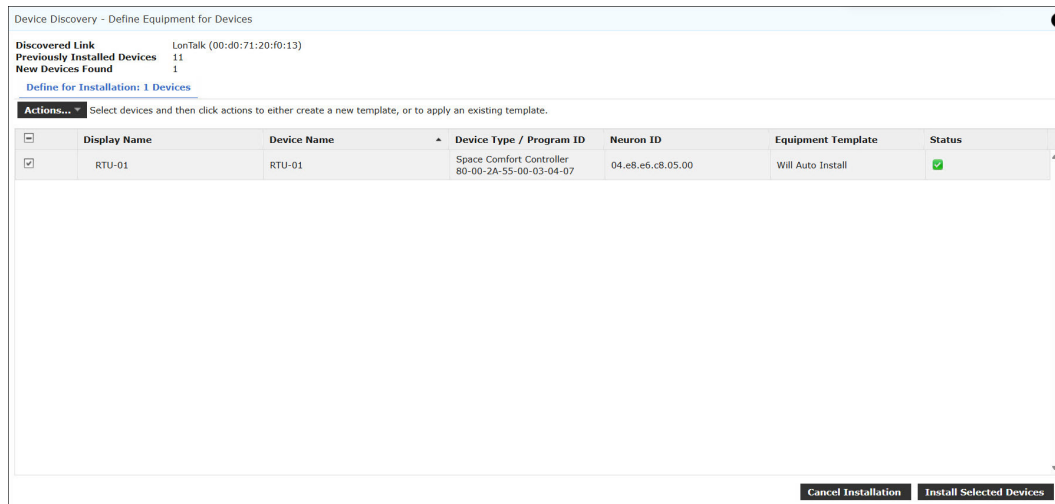 Device Discovery - Define Equipment for Devices
Discovered Link LonTalk (00:d0:71:20:f0:13)
Previously Installed Devices 11
New Devices Found 1
Define for Installation: 1 Devices
Actions... Select devices and then click actions to either create a new template, or to apply an existing template.
Display Name Device Name Device Type / Program ID Neuron ID Equipment Template Status
RTU-01 RTU-01 Space Comfort Controller 04.e8.e6.c8.05.00 Will Auto Install
80-00-2A-55-00-03-04-07
Cancel Installation Install Selected Devices